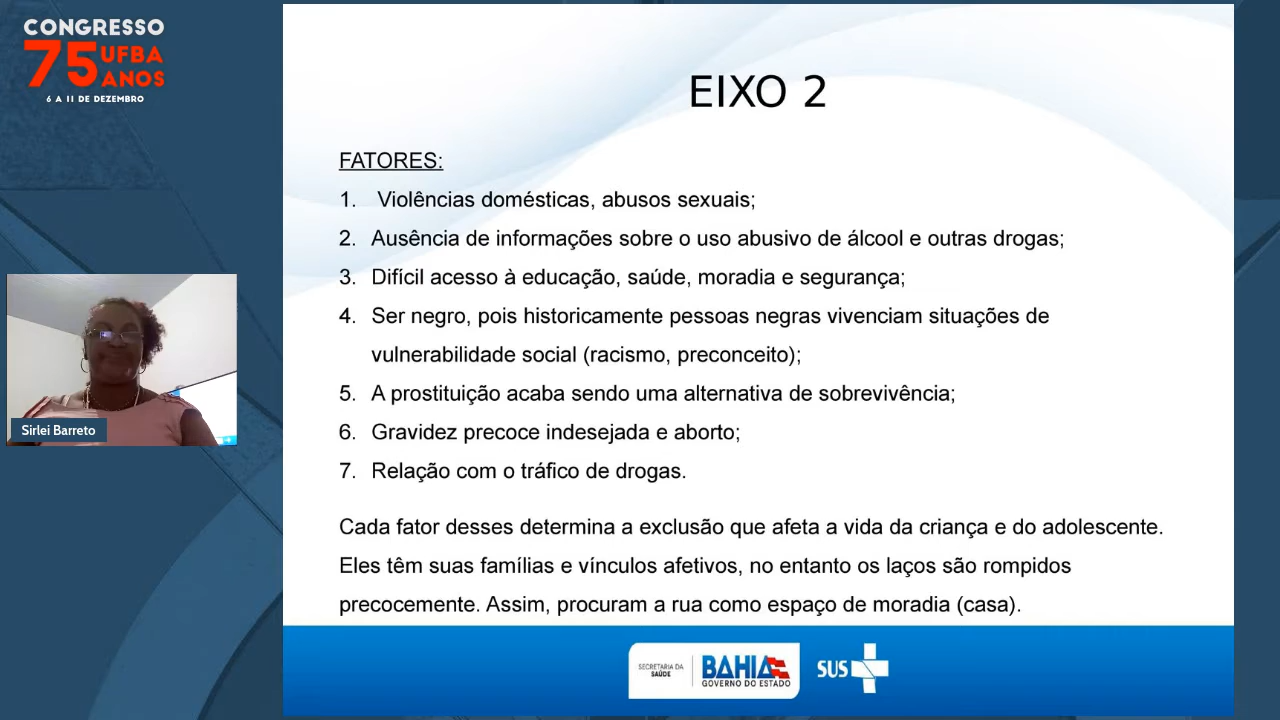 CONGRESSO
75 UFBA
ANOS
6 A 11 DE DEZEMBRO
EIXO 2
FATORES:
1. Violências domésticas, abusos sexuais;
2. Ausência de informações sobre o uso abusivo de álcool e outras drogas;
3. Difícil acesso à educação, saúde, moradia e segurança;
4. Ser negro, pois historicamente pessoas negras vivenciam situações de
vulnerabilidade social (racismo, preconceito);
5. A prostituição acaba sendo uma alternativa de sobrevivência;
6. Gravidez precoce indesejada e aborto;
7. Relação com o tráfico de drogas.
Cada fator desses determina a exclusão que afeta a vida da criança e do adolescente.
Eles têm suas famílias e vínculos afetivos, no entanto os laços são rompidos
precocemente. Assim, procuram a rua como espaço de moradia (casa).
Sirlei Barreto
SECRETARIA DA
SAÚDE
BAHIA
GOVERNO DO ESTADO
SUS